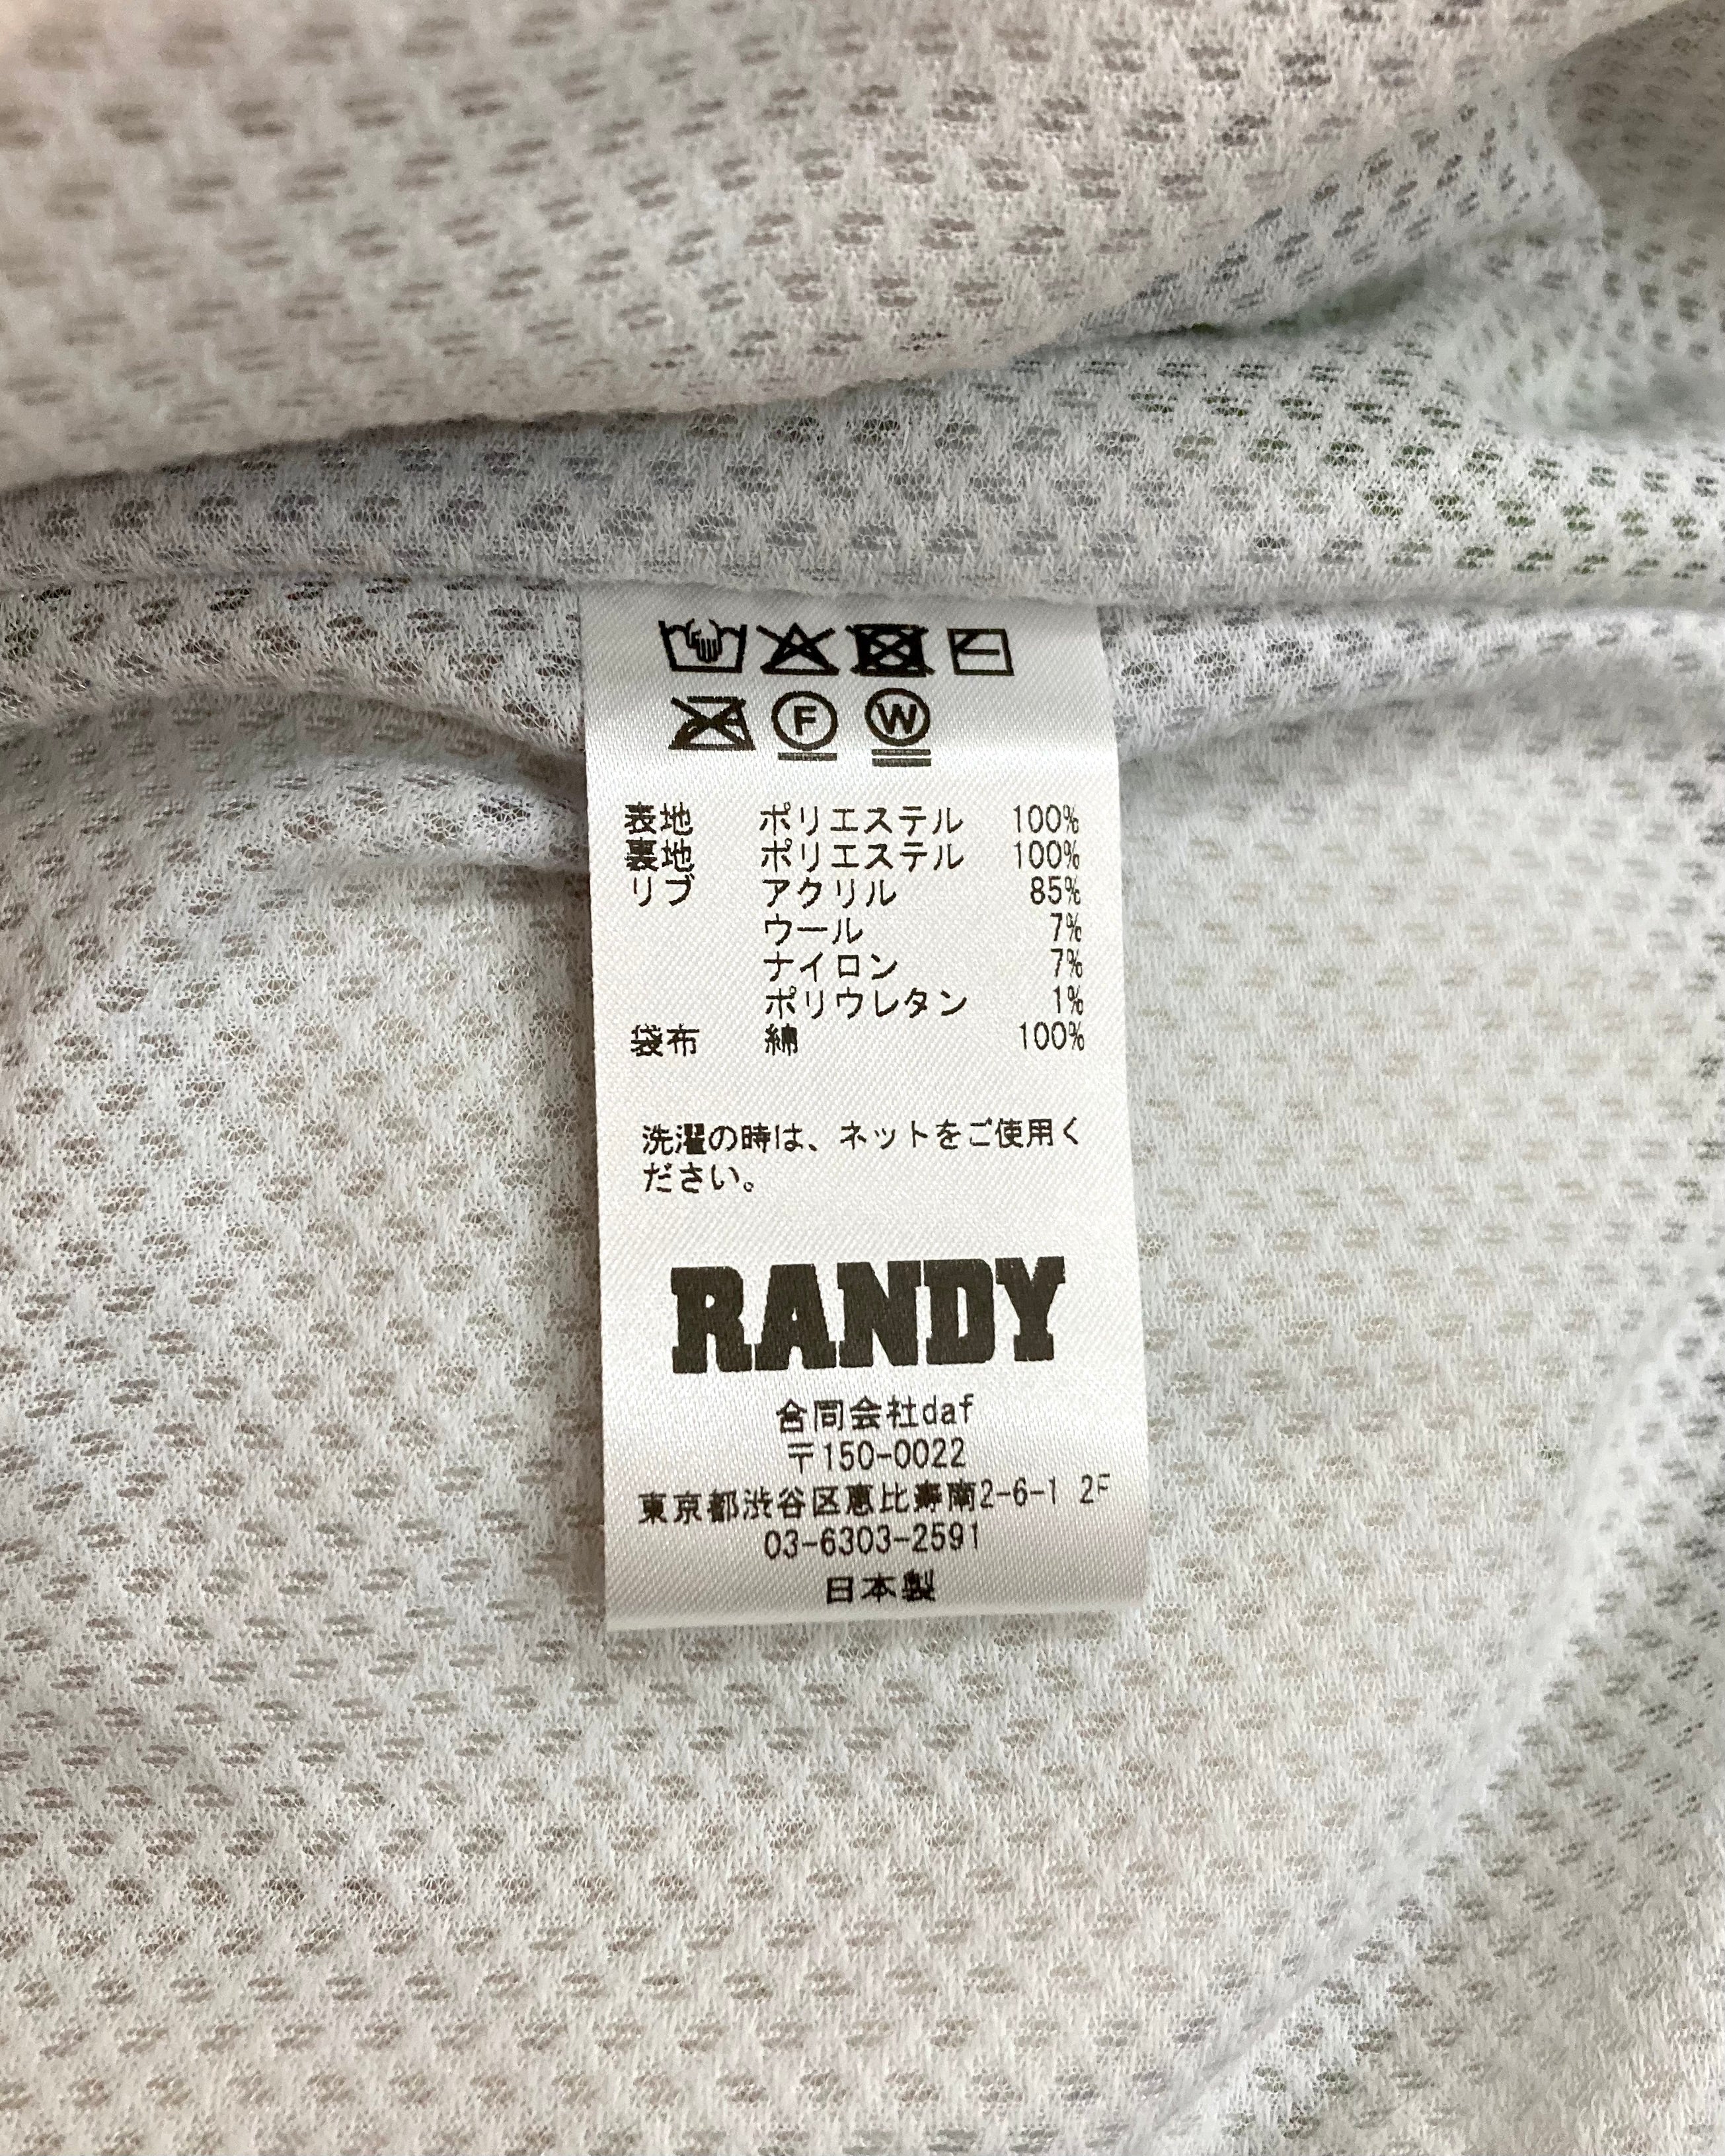 F W
表地 ポリエステル 100%
裏地 ポリエステル 100%
リブ アクリル 85%
ウール 7%
ナイロン 7%
ポリウレタン 1%
袋布 綿 100%
洗濯の時は、ネットをご使用く
ださい。
RANDY
合同会社daf
〒150-0022
東京都渋谷区恵比寿南2-6-1 2F
03-6303-2591
日本製